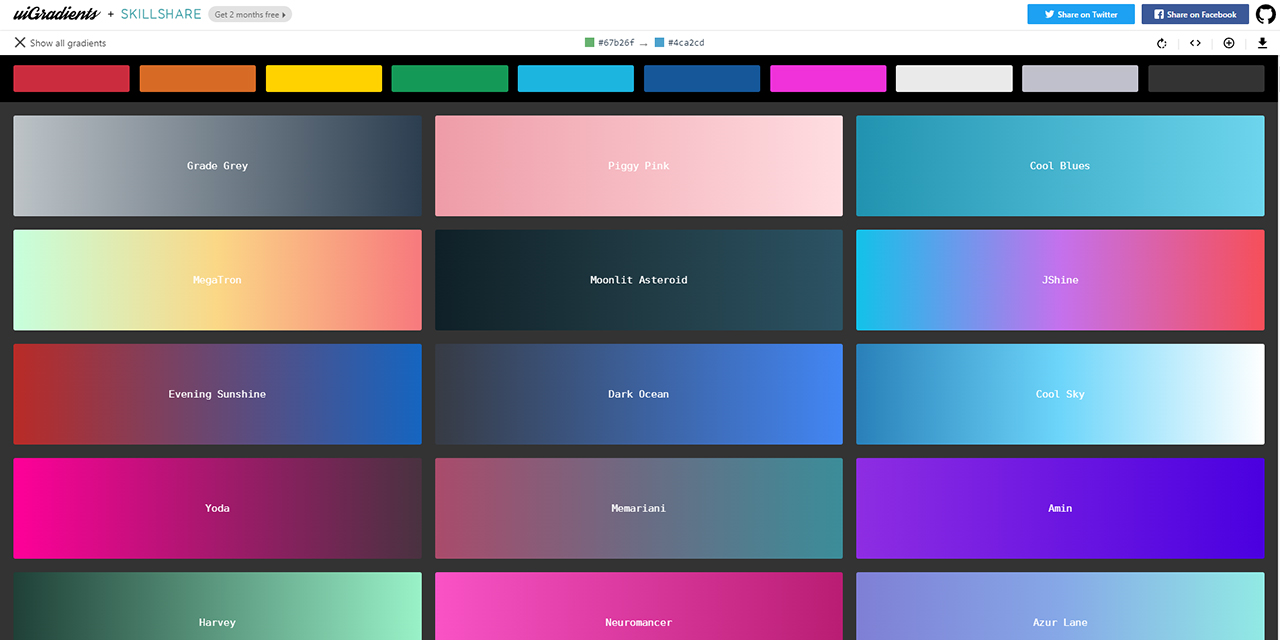 uiGradients + SKILLSHARE Get 2 months free Share on Twitter Share on Facebook
Show all gradients #67b26f → #4ca2cd
Grade Grey Piggy Pink Cool Blues
MegaTron Moonlit Asteroid JShine
Evening Sunshine Dark Ocean Cool Sky
Yoda Memariani Amin
Harvey Neuromancer Azur Lane